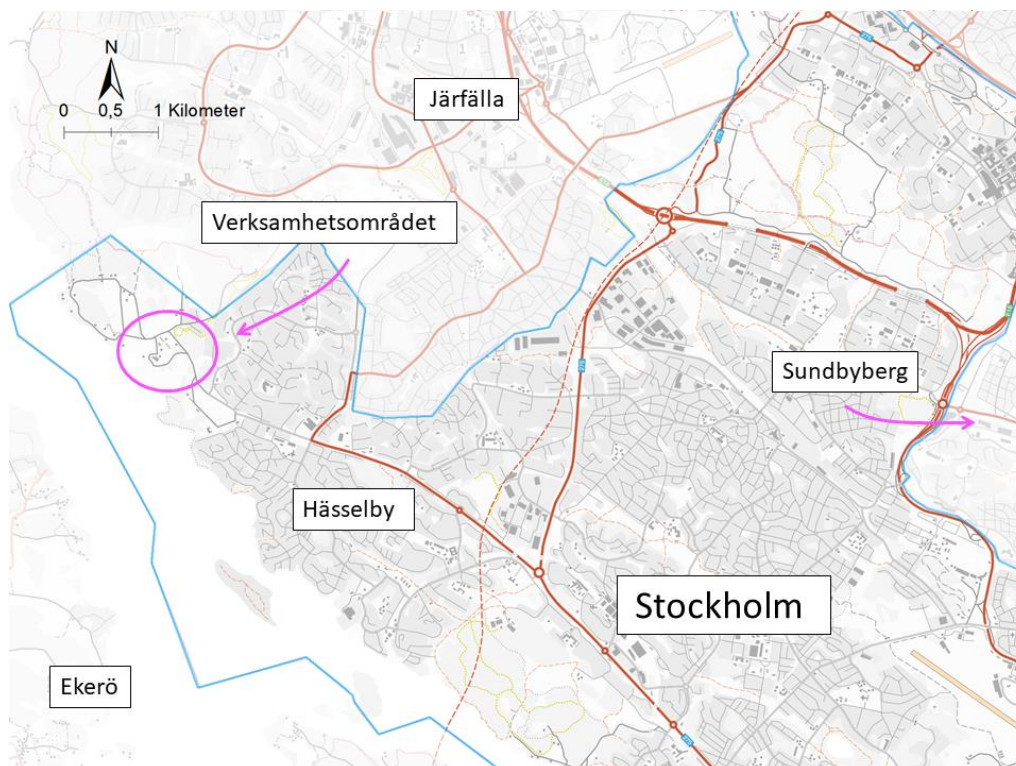 N
0 0,5 1 Kilometer
Järfälla
Verksamhetsområdet
Sundbyberg
Hässelby
Stockholm
Ekerö